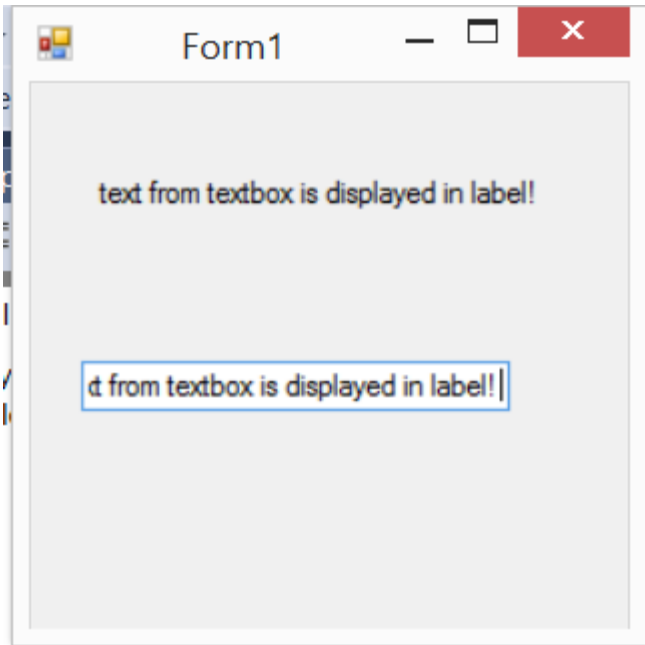 Form1
text from textbox is displayed in label!
t from textbox is displayed in label!